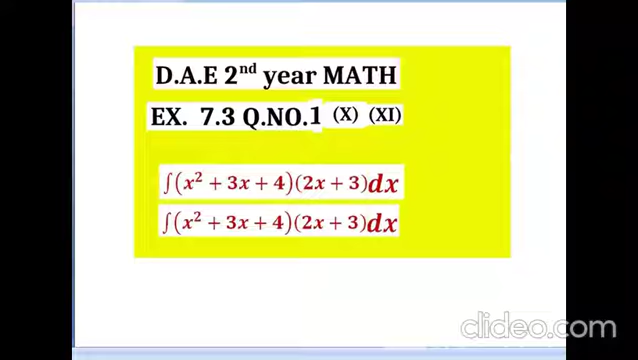 D.A.E 2nd year MATH
EX. 7.3 Q.NO.1 (X) (XI)
∫(x² + 3x + 4)(2x + 3)dx
∫(x² + 3x + 4)(2x + 3)dx
clideo.com